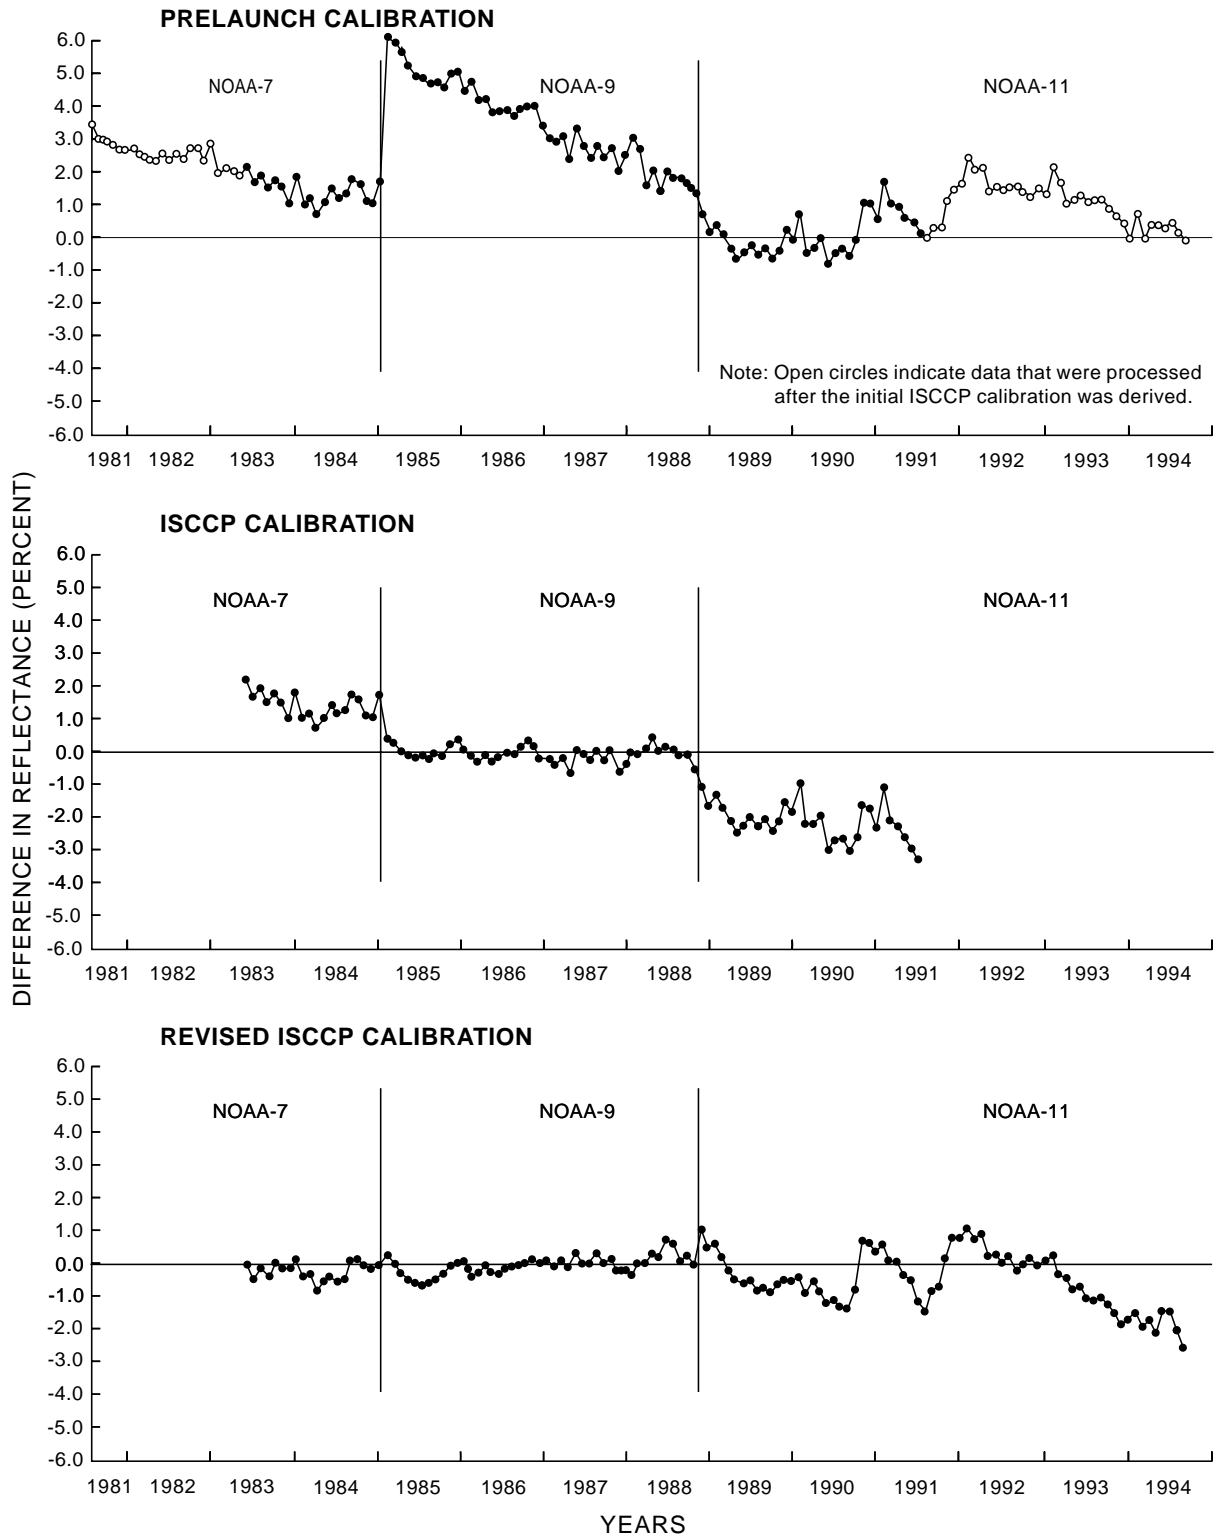 PRELAUNCH CALIBRATION
6.0
5.0
4.0
3.0
2.0
1.0
0.0
-1.0
-2.0
-3.0
-4.0
-5.0
-6.0
NOAA-7
NOAA-9
NOAA-11
Note: Open circles indicate data that were processed
after the initial ISCCP calibration was derived.
1981 1982 1983 1984 1985 1986 1987 1988 1989 1990 1991 1992 1993 1994
DIFFERENCE IN REFLECTANCE (PERCENT)
ISCCP CALIBRATION
6.0
5.0
4.0
3.0
2.0
1.0
0.0
-1.0
-2.0
-3.0
-4.0
-5.0
-6.0
NOAA-7
NOAA-9
NOAA-11
1981 1982 1983 1984 1985 1986 1987 1988 1989 1990 1991 1992 1993 1994
REVISED ISCCP CALIBRATION
6.0
5.0
4.0
3.0
2.0
1.0
0.0
-1.0
-2.0
-3.0
-4.0
-5.0
-6.0
NOAA-7
NOAA-9
NOAA-11
1981 1982 1983 1984 1985 1986 1987 1988 1989 1990 1991 1992 1993 1994
YEARS